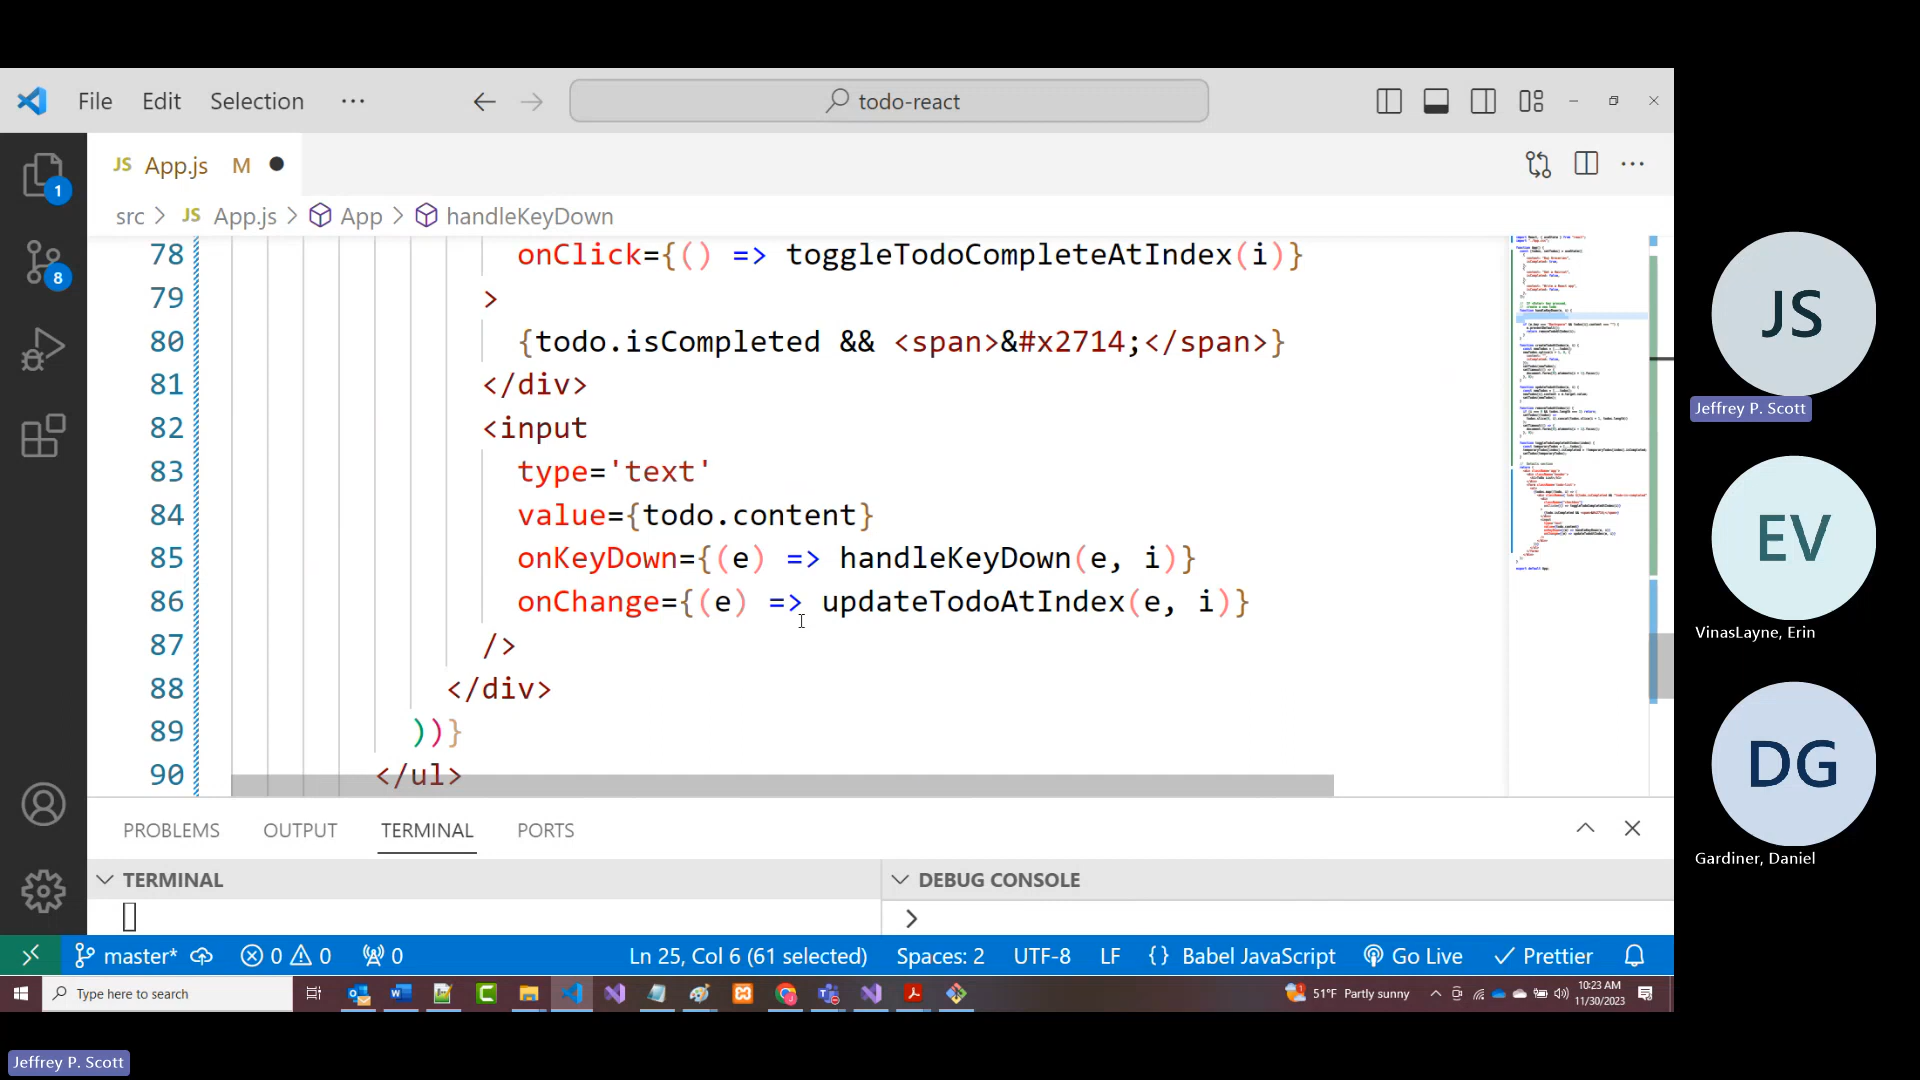 File Edit Selection ···
todo-react
JS App.js M
src > JS App.js > App > handleKeyDown
78 onClick={() => toggleTodoCompleteAtIndex(i)}
79 >
80 {todo.isCompleted && <span>&#x2714;</span>}
81 </div>
82 <input
83 type='text'
84 value={todo.content}
85 onKeyDown={(e) => handleKeyDown(e, i)}
86 onChange={(e) => updateTodoAtIndex(e, i)}
87 />
88 </div>
89 ))}
90 </ul>
1
8
PROBLEMS OUTPUT TERMINAL PORTS
TERMINAL
DEBUG CONSOLE
>
master* 0 0 0 Ln 25, Col 6 (61 selected) Spaces: 2 UTF-8 LF {} Babel JavaScript Go Live Prettier
Type here to search
51°F Partly sunny
10:23 AM
11/30/2023
JS
Jeffrey P. Scott
EV
VinasLayne, Erin
DG
Gardiner, Daniel
Jeffrey P. Scott